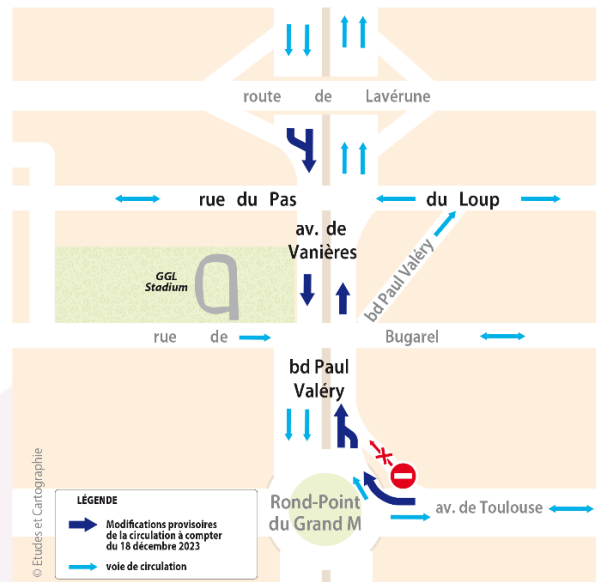 route de Lavérune
rue du Pas du Loup
av. de
Vanières
GGL
Stadium
bd Paul Valéry
rue de Bugarel
bd Paul
Valéry
Rond-Point
du Grand M
av. de Toulouse
© Etudes et Cartographie
LÉGENDE
Modifications provisoires
de la circulation à compter
du 18 décembre 2023
voie de circulation